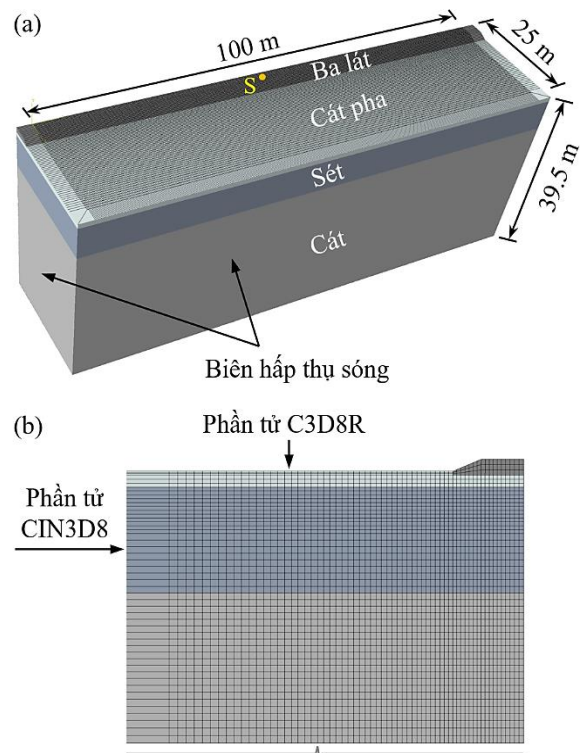 (a)
100 m
25 m
Ba lát
S
Cát pha
Sét
39.5 m
Cát
Biên hấp thụ sóng
(b)
Phần tử C3D8R
Phần tử
CIN3D8